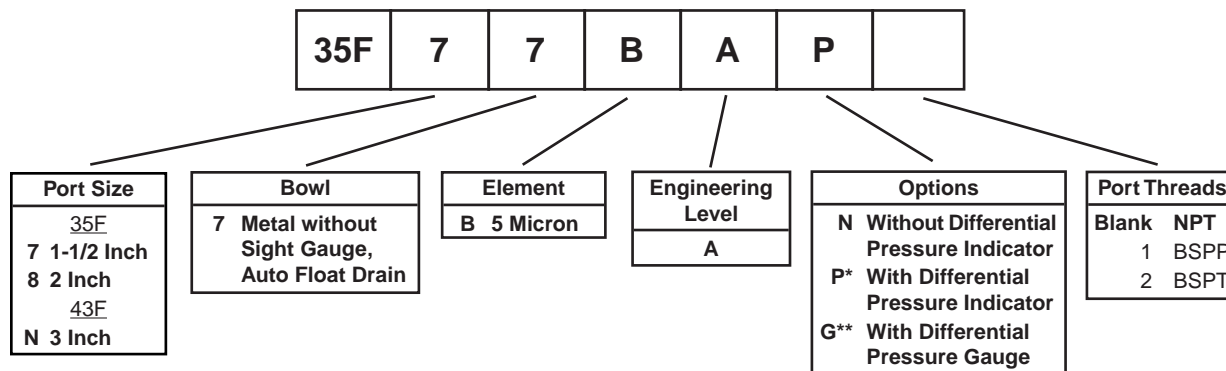 35F 7 7 B A P
Port Size
35F
7 1-1/2 Inch
8 2 Inch
43F
N 3 Inch
Bowl
7 Metal without
Sight Gauge,
Auto Float Drain
Element
B 5 Micron
Engineering
Level
A
Options
N Without Differential
Pressure Indicator
P* With Differential
Pressure Indicator
G** With Differential
Pressure Gauge
Port Threads
Blank NPT
1 BSPP
2 BSPT